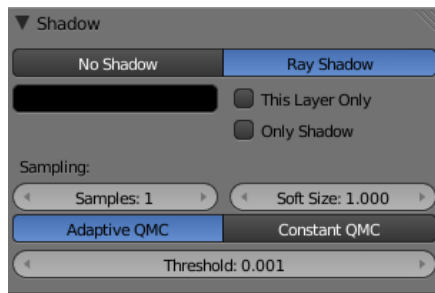 Shadow
No Shadow Ray Shadow
This Layer Only
Only Shadow
Sampling:
Samples: 1 Soft Size: 1.000
Adaptive QMC Constant QMC
Threshold: 0.001